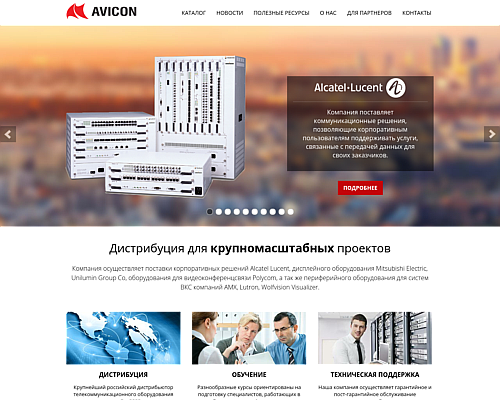 AVICON
КАТАЛОГ НОВОСТИ ПОЛЕЗНЫЕ РЕСУРСЫ О НАС ДЛЯ ПАРТНЕРОВ КОНТАКТЫ
Alcatel·Lucent
Компания поставляет
коммуникационные решения,
позволяющие корпоративным
пользователям поддерживать услуги,
связанные с передачей данных для
своих заказчиков.
ПОДРОБНЕЕ
Дистрибуция для крупномасштабных проектов
Компания осуществляет поставки корпоративных решений Alcatel Lucent, дисплейного оборудования Mitsubishi Electric,
Unilumin Group Co, оборудования для видеоконференцсвязи Polycom, а так же периферийного оборудования для систем
ВКС компаний AMX, Lutron, Wolfvision Visualizer.
ДИСТРИБУЦИЯ
Крупнейший российский дистрибьютор
телекоммуникационного оборудования
ОБУЧЕНИЕ
Разнообразные курсы ориентированы на
подготовку специалистов, работающих в
ТЕХНИЧЕСКАЯ ПОДДЕРЖКА
Наша компания осуществляет гарантийное и
пост-гарантийное обслуживание